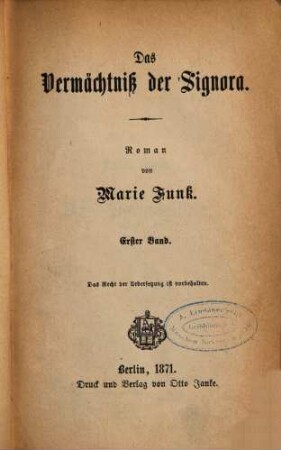 Das
Vermächtniß der Signora.
Roman
von
Marie Funk.
Erster Band.
Das Recht der Uebersetzung ist vorbehalten.
Berlin, 1871.
Druck und Verlag von Otto Janke.